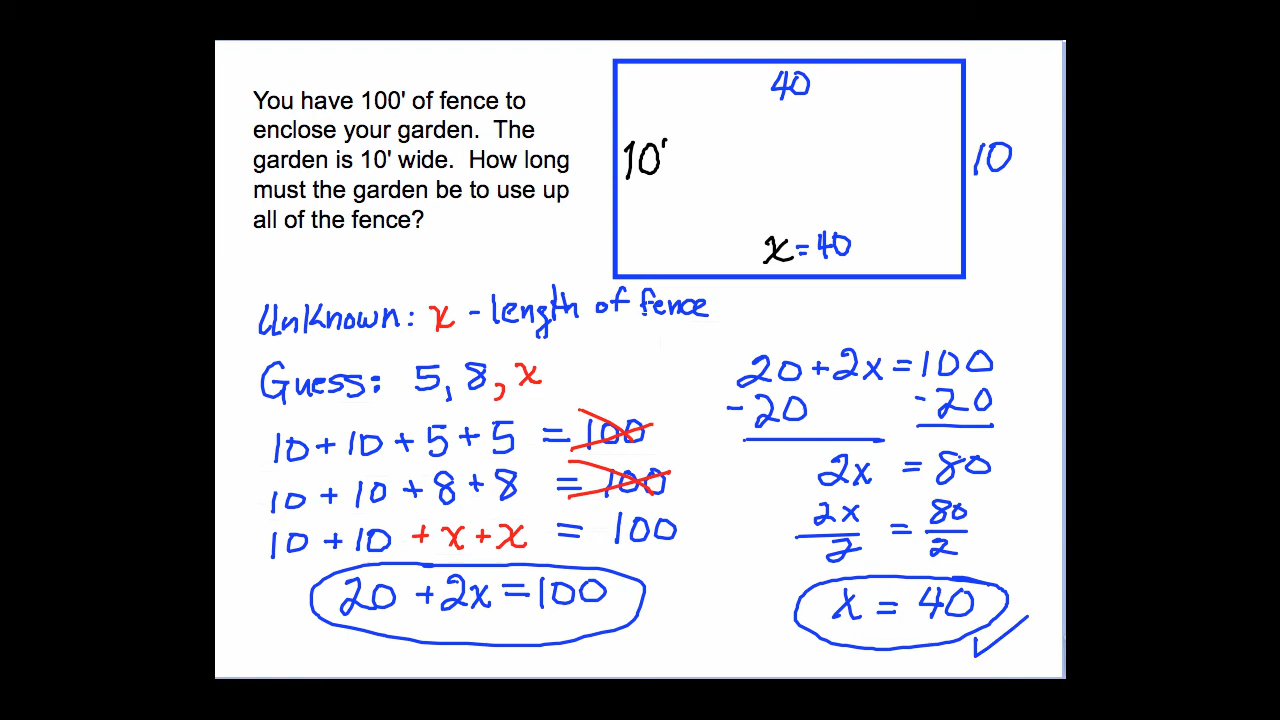 You have 100' of fence to
enclose your garden. The
garden is 10' wide. How long
must the garden be to use up
all of the fence?
40
10'
10
x = 40
Unknown: x - length of fence
Guess: 5, 8, x
10 + 10 + 5 + 5 = 100
10 + 10 + 8 + 8 = 100
10 + 10 + x + x = 100
20 + 2x = 100
20 + 2x = 100
- 20 - 20
2x = 80
2x = 80
2 2
x = 40